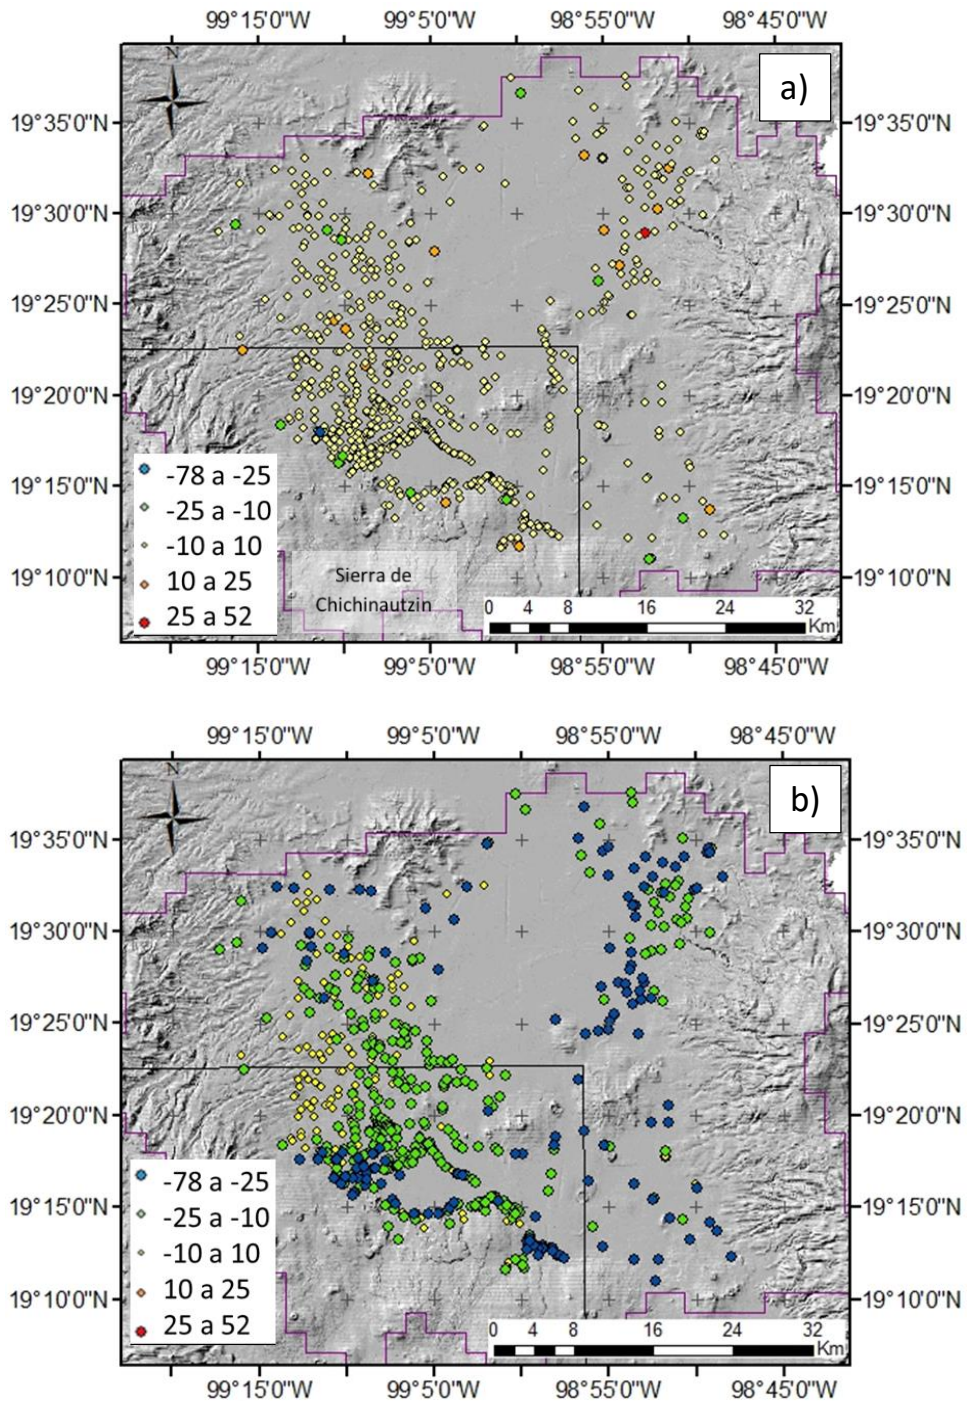 99°15'0"W 99°5'0"W 98°55'0"W 98°45'0"W
N
a)
19°35'0"N 19°35'0"N
19°30'0"N 19°30'0"N
19°25'0"N 19°25'0"N
19°20'0"N 19°20'0"N
19°15'0"N 19°15'0"N
19°10'0"N 19°10'0"N
-78 a -25
-25 a -10
-10 a 10
10 a 25
25 a 52
Sierra de
Chichinautzin
0 4 8 16 24 32
Km
99°15'0"W 99°5'0"W 98°55'0"W 98°45'0"W
99°15'0"W 99°5'0"W 98°55'0"W 98°45'0"W
N
b)
19°35'0"N 19°35'0"N
19°30'0"N 19°30'0"N
19°25'0"N 19°25'0"N
19°20'0"N 19°20'0"N
19°15'0"N 19°15'0"N
19°10'0"N 19°10'0"N
-78 a -25
-25 a -10
-10 a 10
10 a 25
25 a 52
0 4 8 16 24 32
Km
99°15'0"W 99°5'0"W 98°55'0"W 98°45'0"W